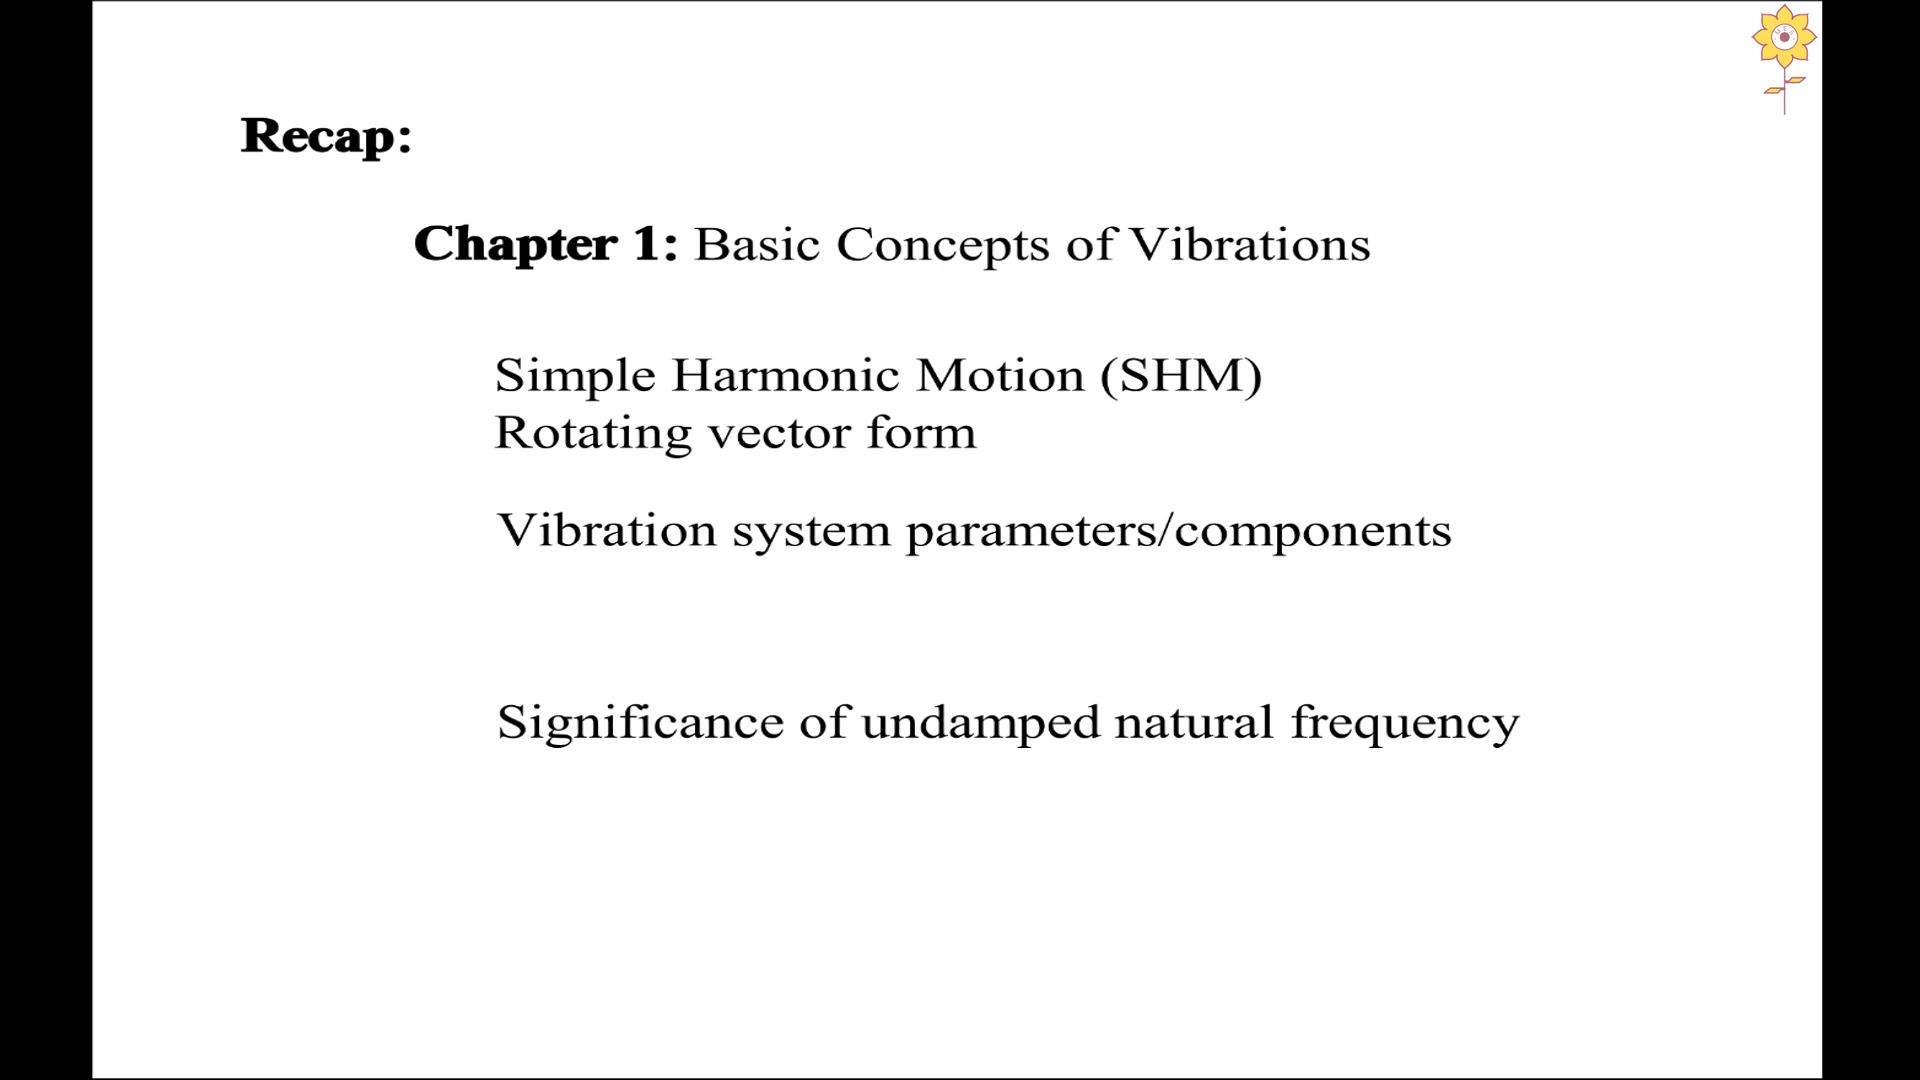 Recap:
Chapter 1: Basic Concepts of Vibrations
Simple Harmonic Motion (SHM)
Rotating vector form
Vibration system parameters/components
Significance of undamped natural frequency